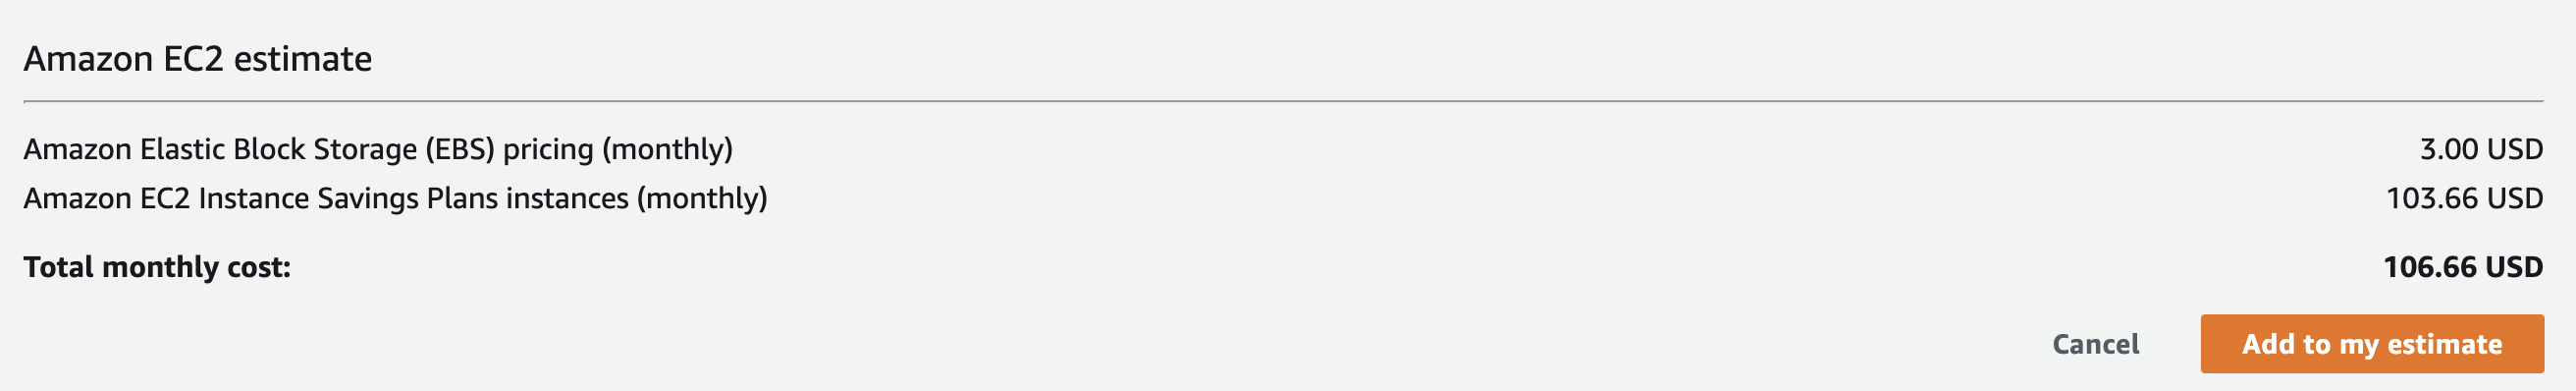 Amazon EC2 estimate
Amazon Elastic Block Storage (EBS) pricing (monthly) 3.00 USD
Amazon EC2 Instance Savings Plans instances (monthly) 103.66 USD
Total monthly cost: 106.66 USD
Cancel Add to my estimate